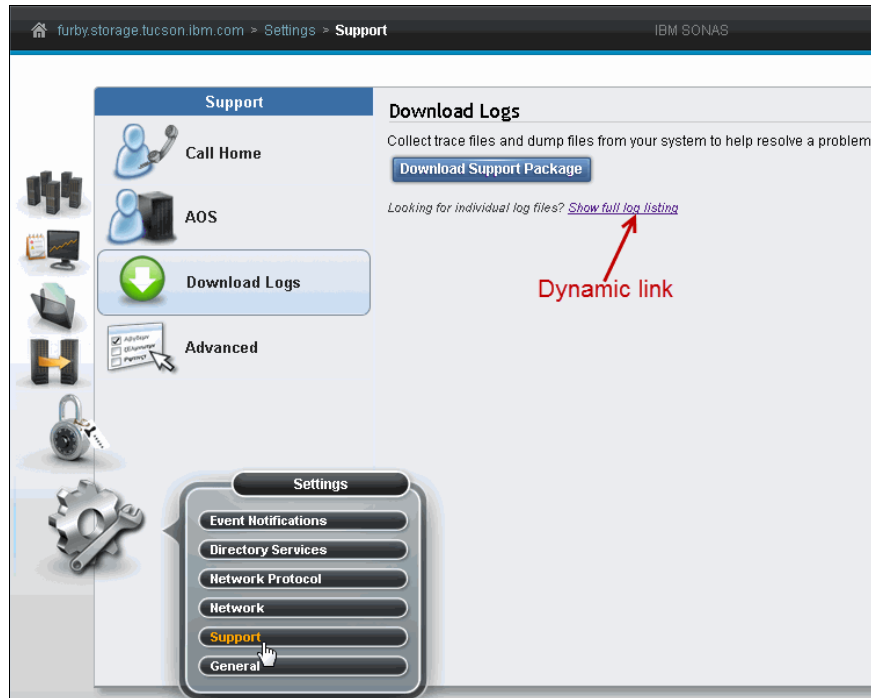 furby.storage.tucson.ibm.com > Settings > Support
IBM SONAS
Support
Call Home
AOS
Download Logs
Advanced
Download Logs
Collect trace files and dump files from your system to help resolve a problem
Download Support Package
Looking for individual log files? Show full log listing
Dynamic link
Settings
Event Notifications
Directory Services
Network Protocol
Network
Support
General